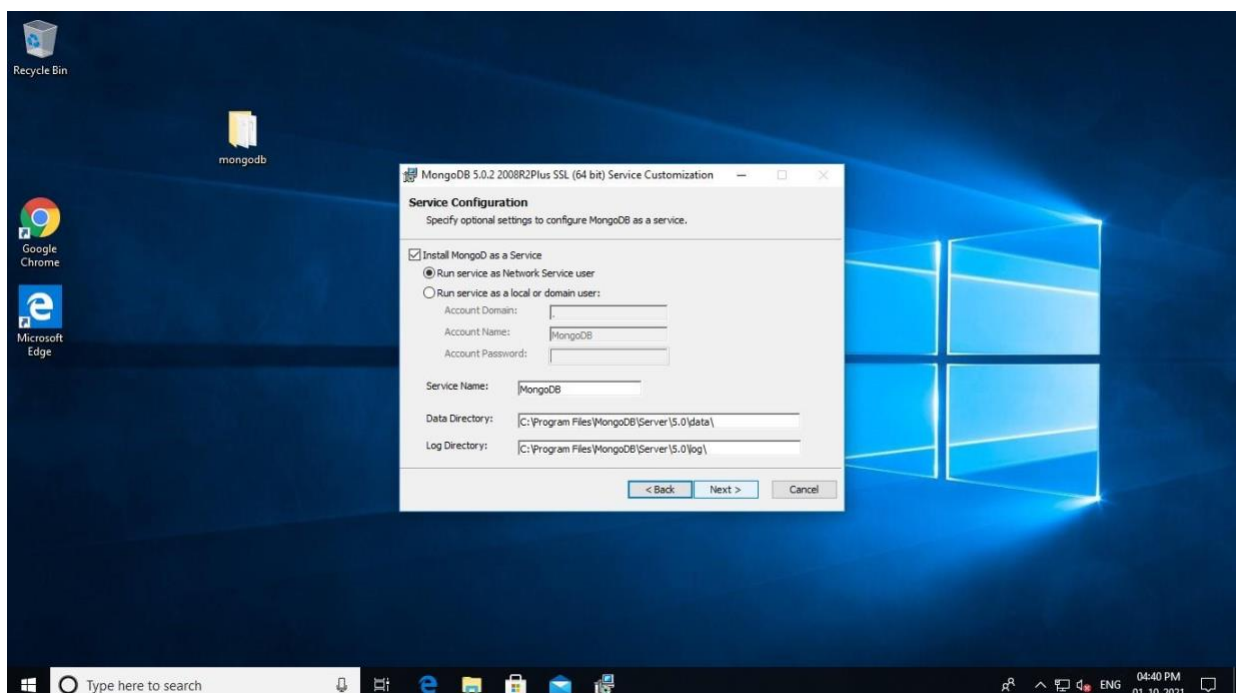 Recycle Bin
mongodb
Google
Chrome
Microsoft
Edge
MongoDB 5.0.2 2008R2Plus SSL (64 bit) Service Customization
Service Configuration
Specify optional settings to configure MongoDB as a service.
Install MongoD as a Service
Run service as Network Service user
Run service as a local or domain user:
Account Domain: .
Account Name: MongoDB
Account Password:
Service Name: MongoDB
Data Directory: C:\Program Files\MongoDB\Server\5.0\data\
Log Directory: C:\Program Files\MongoDB\Server\5.0\log\
< Back Next > Cancel
Type here to search
ENG
04:40 PM
01-10-2021